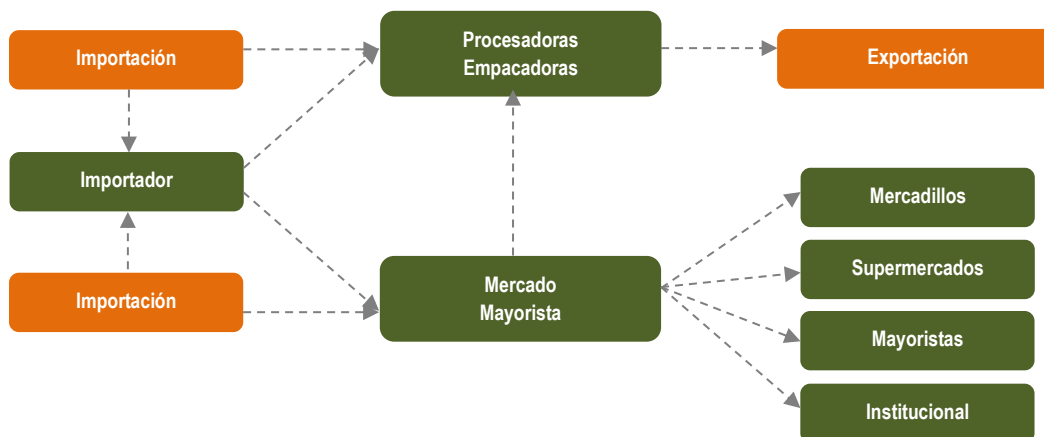 Importación
Procesadoras
Empacadoras
Exportación
Importador
Mercadillos
Supermercados
Importación
Mercado
Mayorista
Mayoristas
Institucional